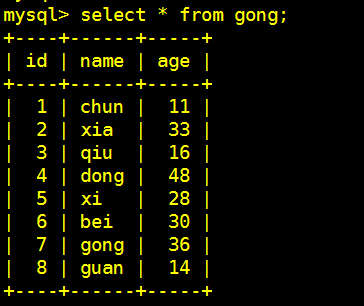 mysql> select * from gong;
+----+------+-----+
| id | name | age |
+----+------+-----+
|  1 | chun |  11 |
|  2 | xia  |  33 |
|  3 | qiu  |  16 |
|  4 | dong |  48 |
|  5 | xi   |  28 |
|  6 | bei  |  30 |
|  7 | gong |  36 |
|  8 | guan |  14 |
+----+------+-----+